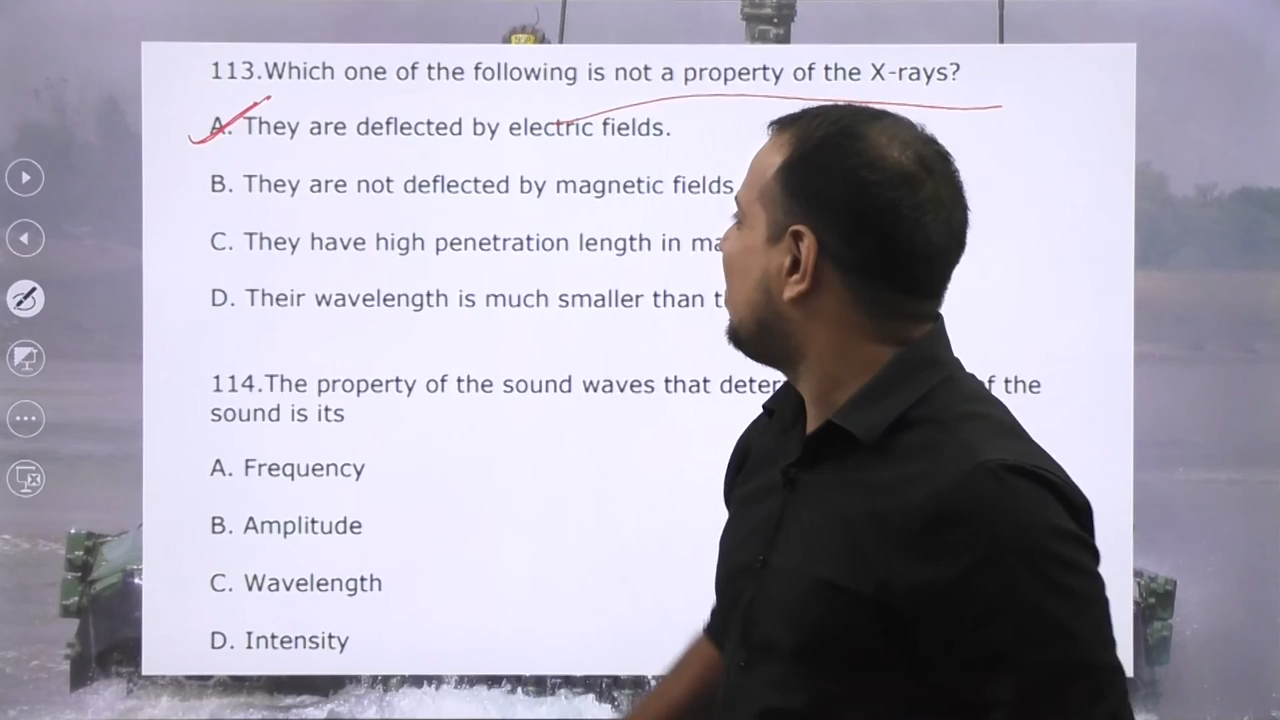 113.Which one of the following is not a property of the X-rays?
A. They are deflected by electric fields.
B. They are not deflected by magnetic fields
C. They have high penetration length in
D. Their wavelength is much smaller than
114.The property of the sound waves that of the
sound is its
A. Frequency
B. Amplitude
C. Wavelength
D. Intensity